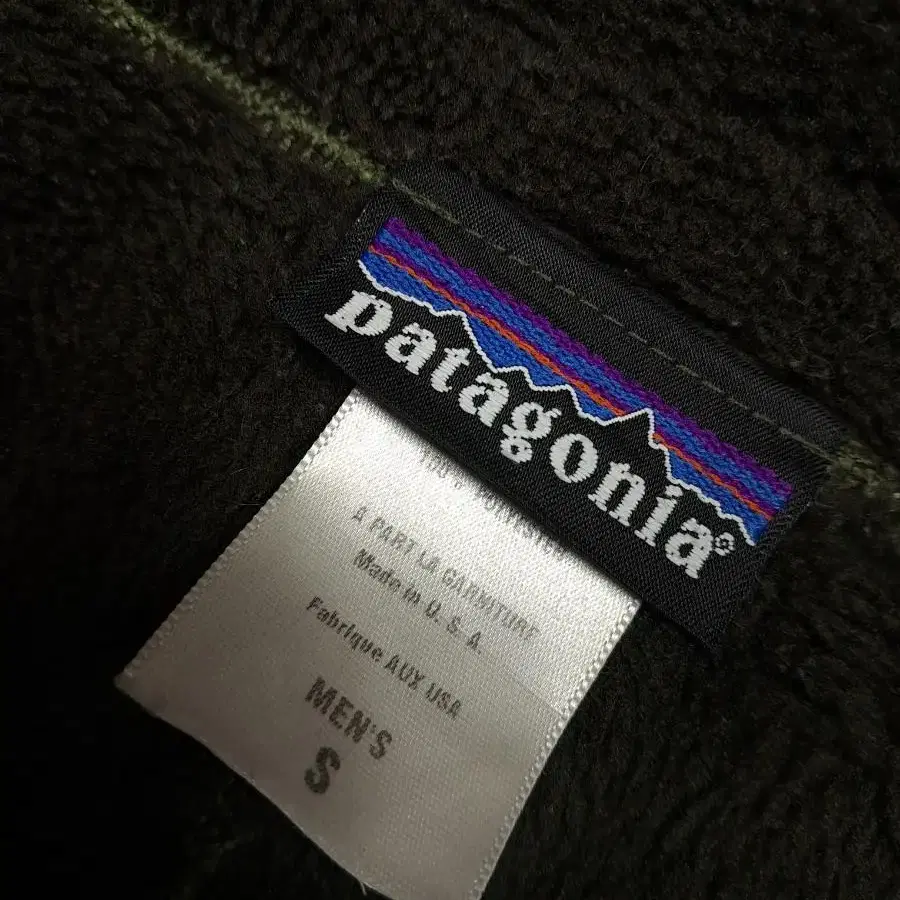 patagonia®
A PART LA GARNITURE
Made in U. S. A.
Fabrique AUX USA
MEN'S
S